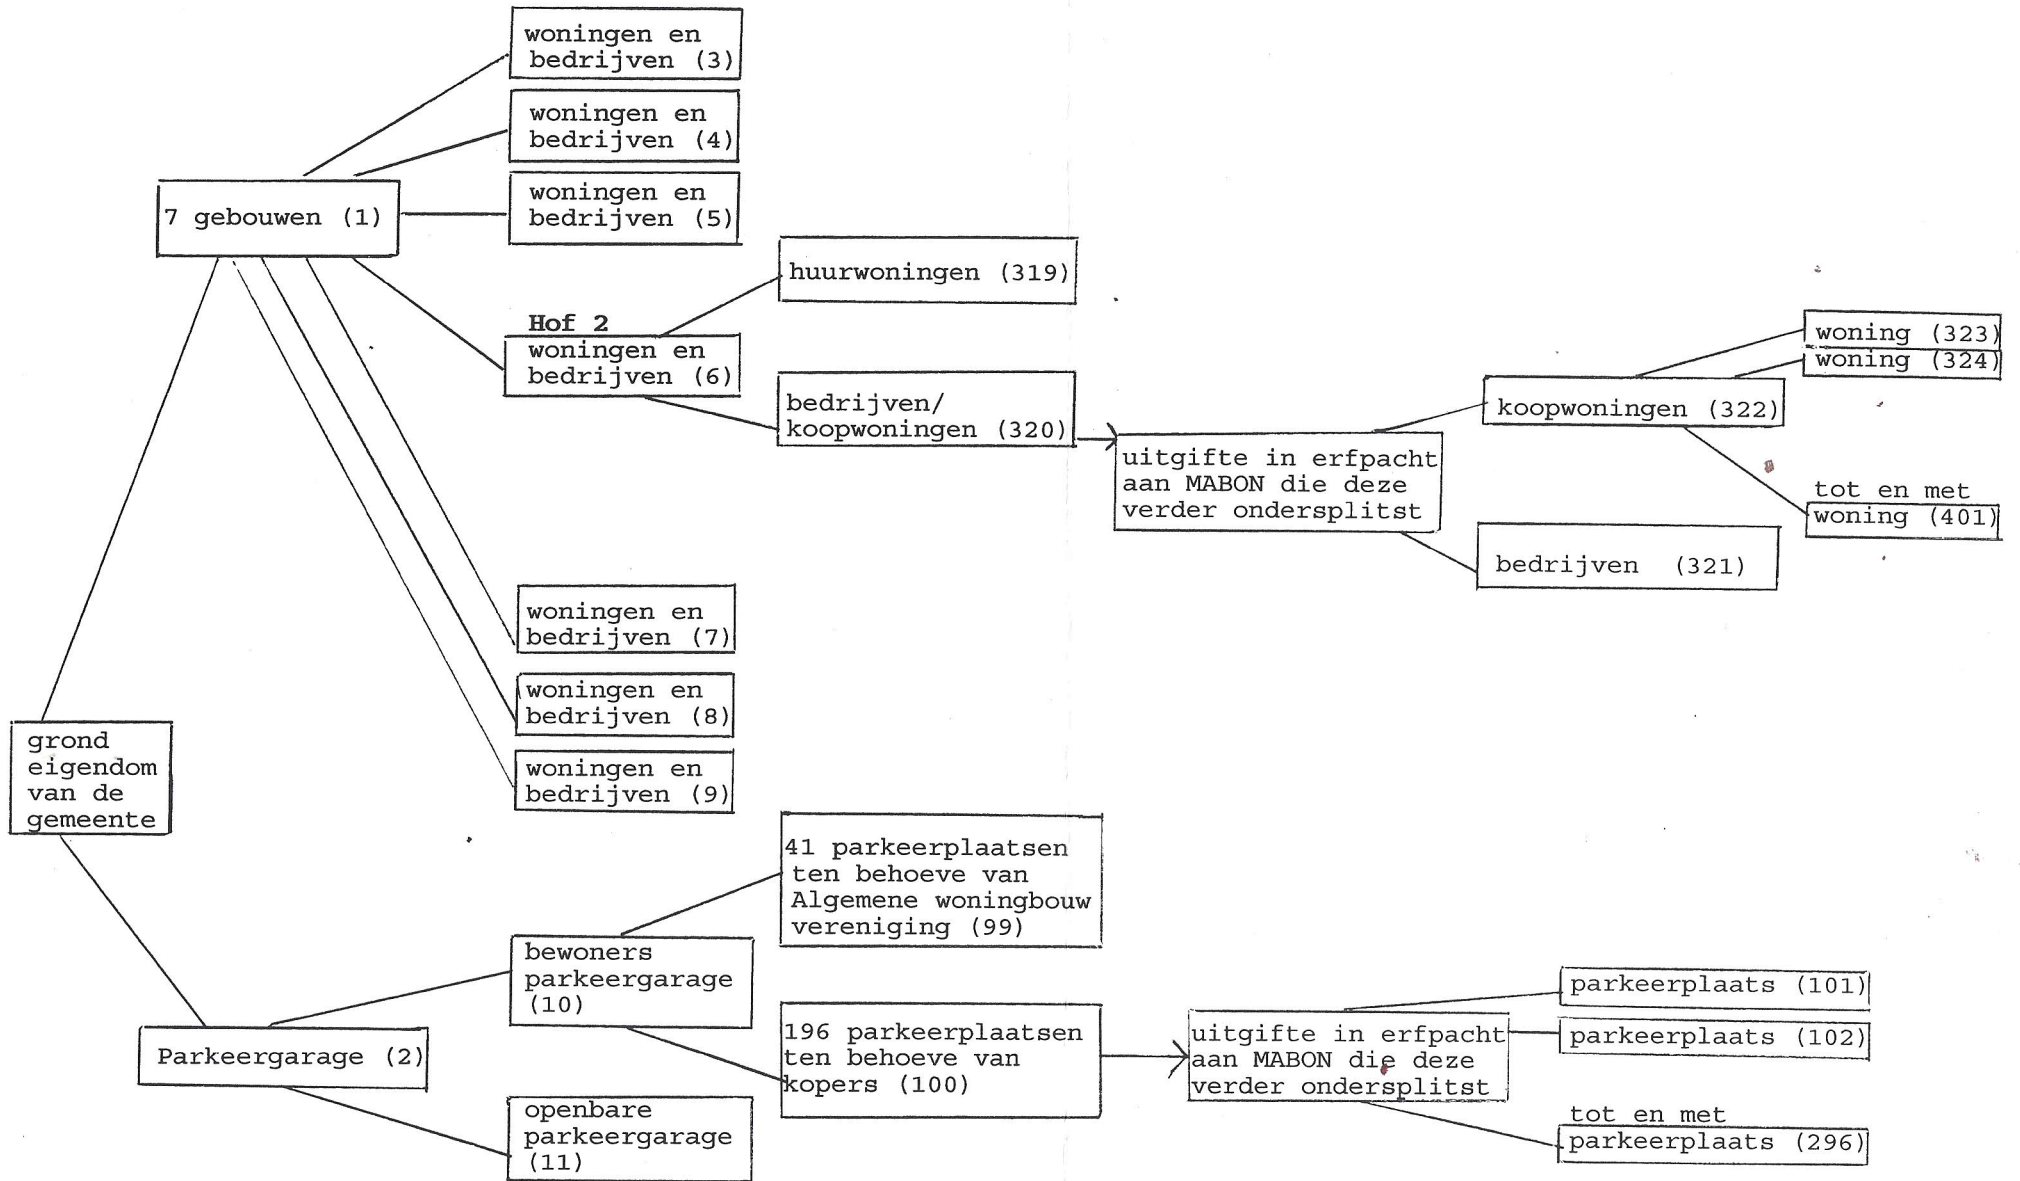 woningen en
bedrijven (3)
woningen en
bedrijven (4)
woningen en
bedrijven (5)
7 gebouwen (1)
huurwoningen (319)
Hof 2
woningen en
bedrijven (6)
bedrijven/
koopwoningen (320)
uitgifte in erfpacht
aan MABON die deze
verder ondersplitst
koopwoningen (322)
woning (323)
woning (324)
tot en met
woning (401)
bedrijven (321)
woningen en
bedrijven (7)
woningen en
bedrijven (8)
woningen en
bedrijven (9)
grond
eigendom
van de
gemeente
41 parkeerplaatsen
ten behoeve van
Algemene woningbouw
vereniging (99)
bewoners
parkeergarage
(10)
Parkeergarage (2)
196 parkeerplaatsen
ten behoeve van
kopers (100)
openbare
parkeergarage
(11)
uitgifte in erfpacht
aan MABON die deze
verder ondersplitst
parkeerplaats (101)
parkeerplaats (102)
tot en met
parkeerplaats (296)